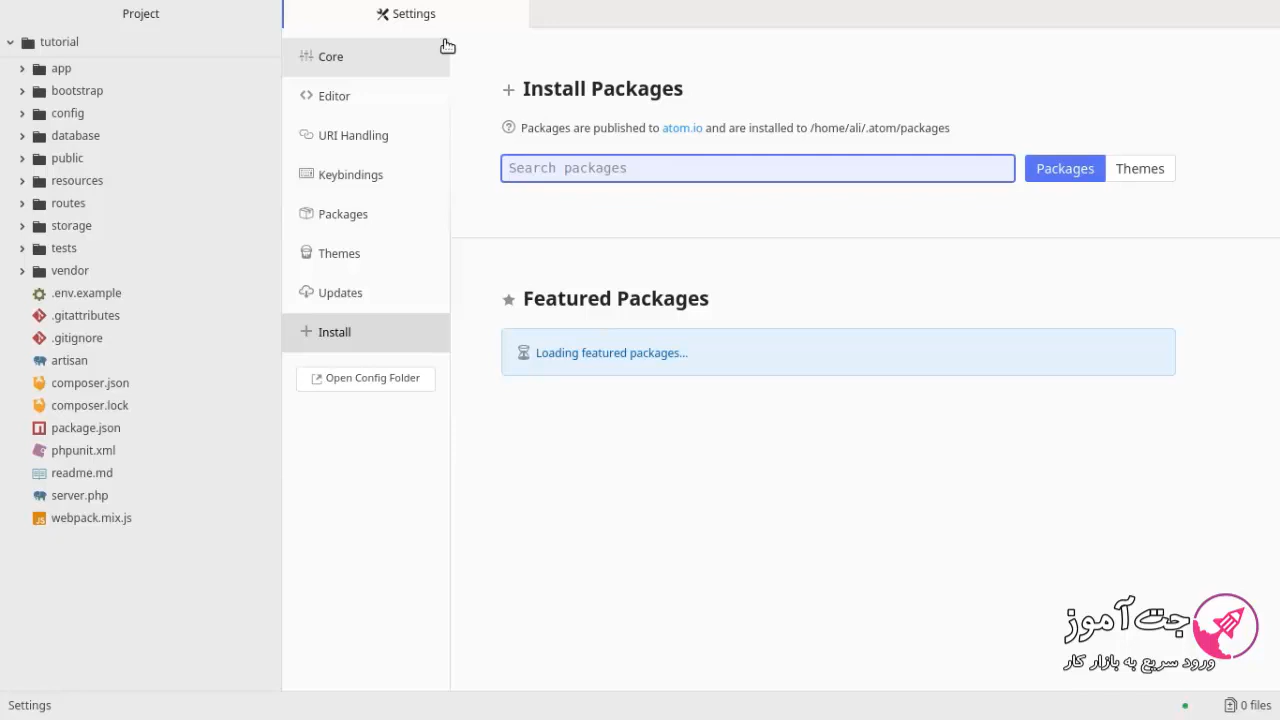 Project
tutorial
app
bootstrap
config
database
public
resources
routes
storage
tests
vendor
.env.example
.gitattributes
.gitignore
artisan
composer.json
composer.lock
package.json
phpunit.xml
readme.md
server.php
webpack.mix.js
Settings
Core
Editor
URI Handling
Keybindings
Packages
Themes
Updates
Install
Open Config Folder
Install Packages
Packages are published to atom.io and are installed to /home/ali/.atom/packages
Search packages
Packages Themes
Featured Packages
Loading featured packages...
جت آموز
ورود سریع به بازار کار
Settings
0 files